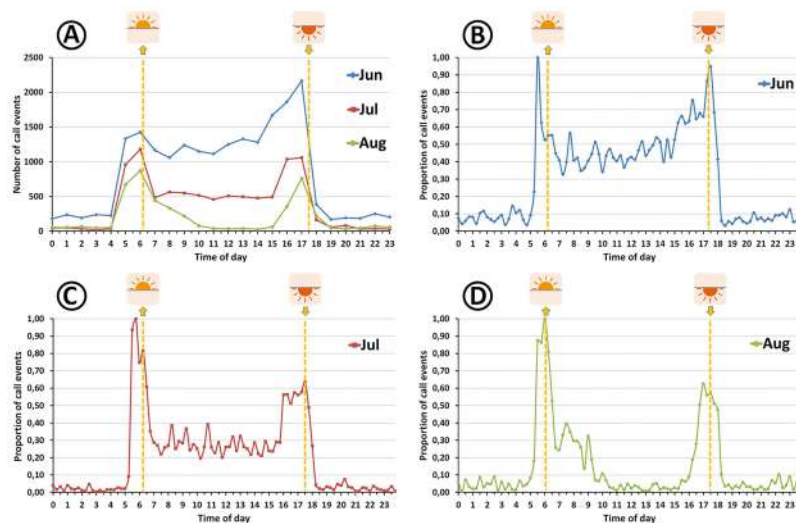 A
Number of call events
2500
2000
1500
1000
500
0
0 1 2 3 4 5 6 7 8 9 10 11 12 13 14 15 16 17 18 19 20 21 22 23
Time of day
Jun
Jul
Aug
B
Proportion of call events
1,00
0,90
0,80
0,70
0,60
0,50
0,40
0,30
0,20
0,10
0,00
0 1 2 3 4 5 6 7 8 9 10 11 12 13 14 15 16 17 18 19 20 21 22 23
Time of day
Jun
C
Proportion of call events
1,00
0,90
0,80
0,70
0,60
0,50
0,40
0,30
0,20
0,10
0,00
0 1 2 3 4 5 6 7 8 9 10 11 12 13 14 15 16 17 18 19 20 21 22 23
Time of day
Jul
D
Proportion of call events
1,00
0,90
0,80
0,70
0,60
0,50
0,40
0,30
0,20
0,10
0,00
0 1 2 3 4 5 6 7 8 9 10 11 12 13 14 15 16 17 18 19 20 21 22 23
Time of day
Aug